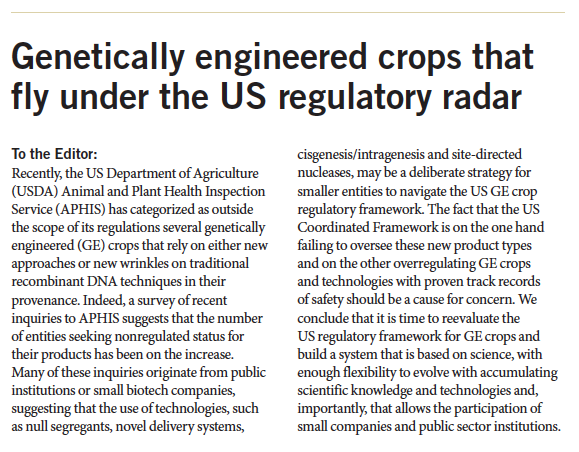 Genetically engineered crops that
fly under the US regulatory radar
To the Editor:
Recently, the US Department of Agriculture
(USDA) Animal and Plant Health Inspection
Service (APHIS) has categorized as outside
the scope of its regulations several genetically
engineered (GE) crops that rely on either new
approaches or new wrinkles on traditional
recombinant DNA techniques in their
provenance. Indeed, a survey of recent
inquiries to APHIS suggests that the number
of entities seeking nonregulated status for
their products has been on the increase.
Many of these inquiries originate from public
institutions or small biotech companies,
suggesting that the use of technologies, such
as null segregants, novel delivery systems,
cisgenesis/intragenesis and site-directed
nucleases, may be a deliberate strategy for
smaller entities to navigate the US GE crop
regulatory framework. The fact that the US
Coordinated Framework is on the one hand
failing to oversee these new product types
and on the other overregulating GE crops
and technologies with proven track records
of safety should be a cause for concern. We
conclude that it is time to reevaluate the
US regulatory framework for GE crops and
build a system that is based on science, with
enough flexibility to evolve with accumulating
scientific knowledge and technologies and,
importantly, that allows the participation of
small companies and public sector institutions.